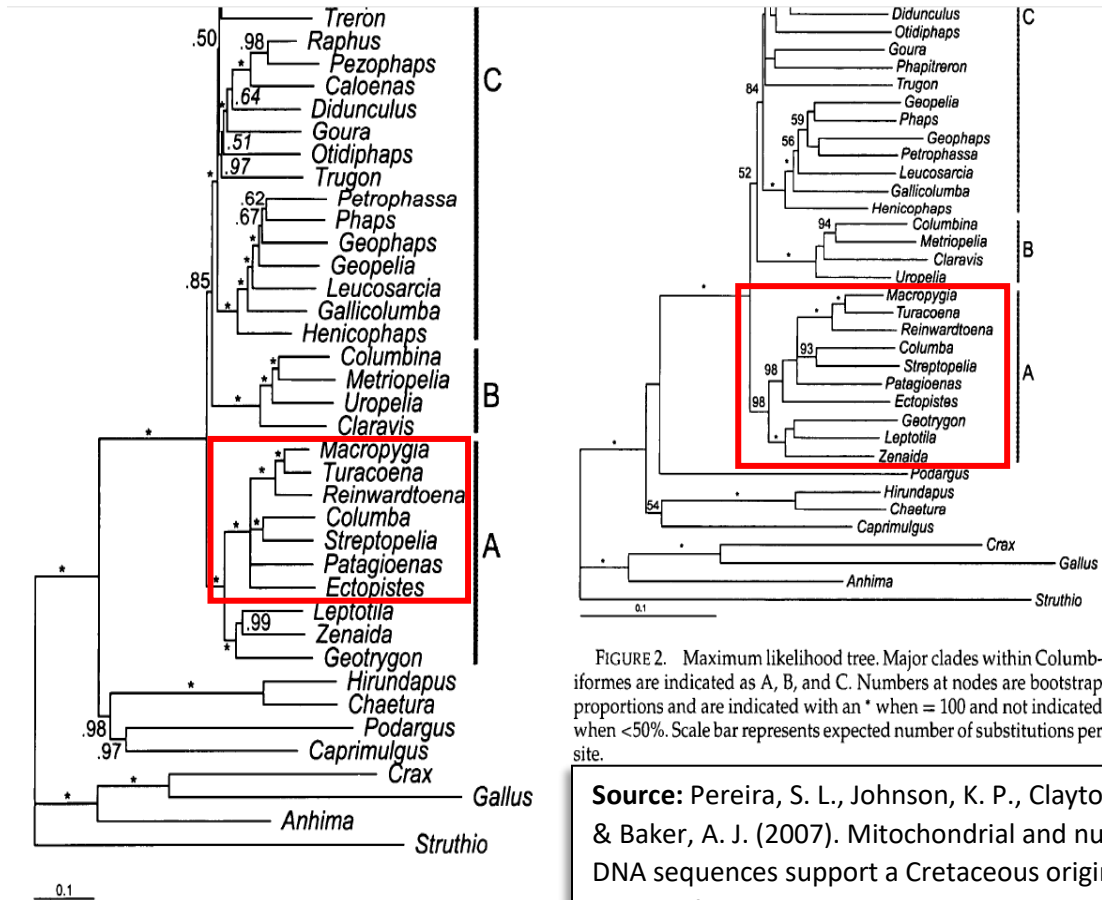 Treron
.50
.98
Raphus
*
Pezophaps
Caloenas
C
.64
*
Didunculus
Goura
.51
Otidiphaps
.97
Trugon
*
.62
Petrophassa
.67
Phaps
*
Geophaps
*
Geopelia
.85
*
Leucosarcia
*
Gallicolumba
Henicophaps
*
Columbina
*
Metriopelia
B
*
Uropelia
Claravis
*
*
Macropygia
*
Turacoena
Reinwardtoena
*
*
Columba
Streptopelia
A
Patagioenas
*
Ectopistes
Leptotila
.99
Zenaida
*
Geotrygon
*
*
Hirundapus
Chaetura
.98
Podargus
.97
Caprimulgus
*
Crax
*
Gallus
Anhima
Struthio
0.1
Didunculus
C
Otidiphaps
Goura
Phapitreron
84
Trugon
Geopelia
59
Phaps
56
Geophaps
Petrophassa
*
52
Leucosarcia
*
Gallicolumba
Henicophaps
94
Columbina
Metriopelia
B
*
Claravis
Uropelia
*
Macropygia
*
*
Turacoena
Reinwardtoena
93
Columba
98
Streptopelia
A
Patagioenas
98
Ectopistes
Geotrygon
*
Leptotila
Zenaida
*
Podargus
*
Hirundapus
54
Chaetura
Caprimulgus
*
Crax
*
Gallus
Anhima
Struthio
0.1
FIGURE 2. Maximum likelihood tree. Major clades within Columb-
iformes are indicated as A, B, and C. Numbers at nodes are bootstrap
proportions and are indicated with an * when = 100 and not indicated
when <50%. Scale bar represents expected number of substitutions per
site.
Source: Pereira, S. L., Johnson, K. P., Clayto
& Baker, A. J. (2007). Mitochondrial and nu
DNA sequences support a Cretaceous origin